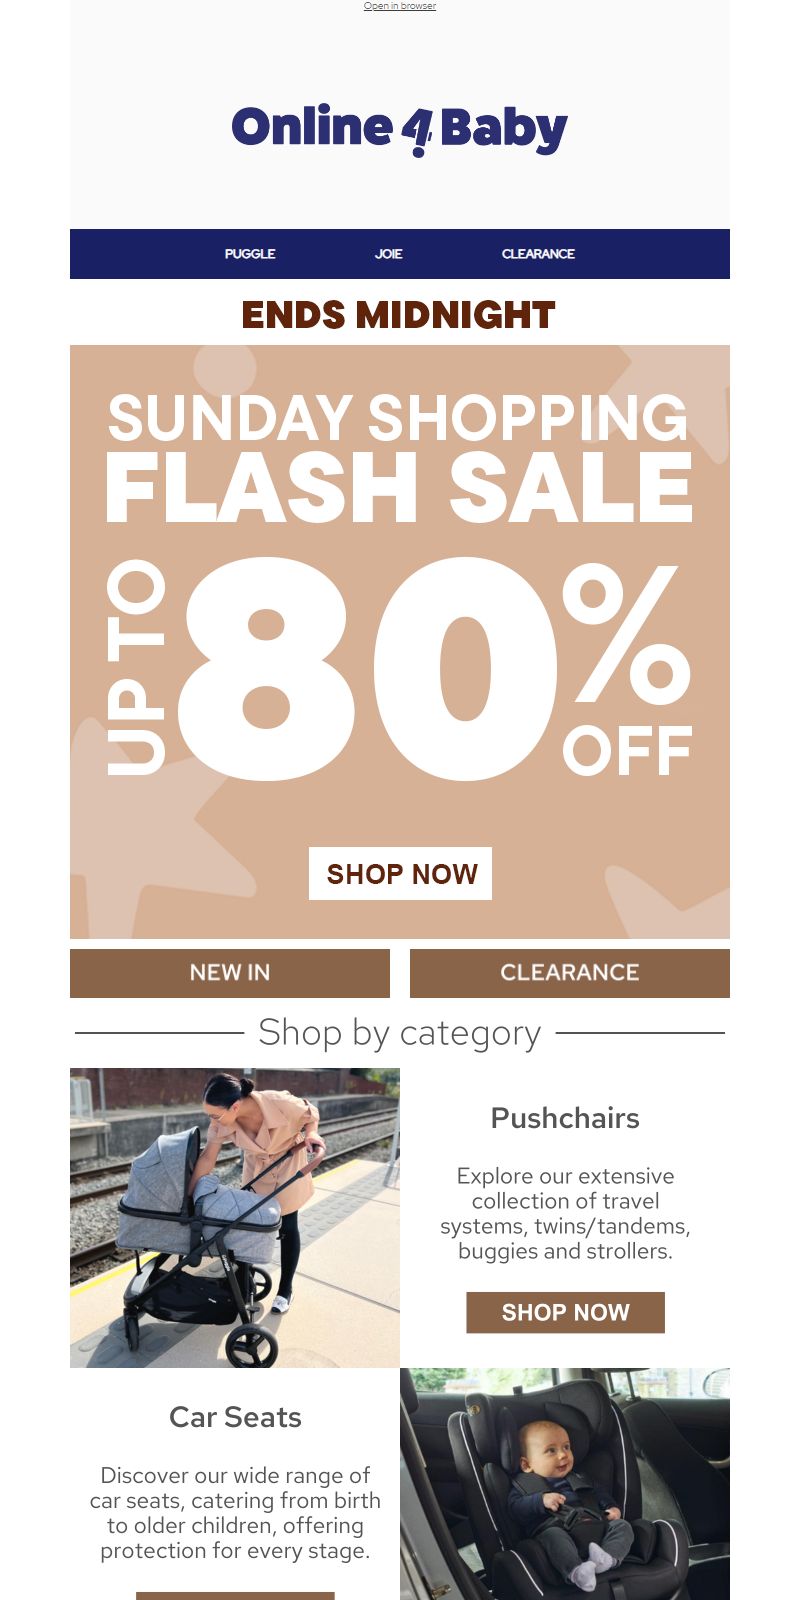 Open in browser
Online 4 Baby
PUGGLE JOIE CLEARANCE
ENDS MIDNIGHT
SUNDAY SHOPPING
FLASH SALE
UP TO 80% OFF
SHOP NOW
NEW IN CLEARANCE
Shop by category
Pushchairs
Explore our extensive
collection of travel
systems, twins/tandems,
buggies and strollers.
SHOP NOW
Car Seats
Discover our wide range of
car seats, catering from birth
to older children, offering
protection for every stage.